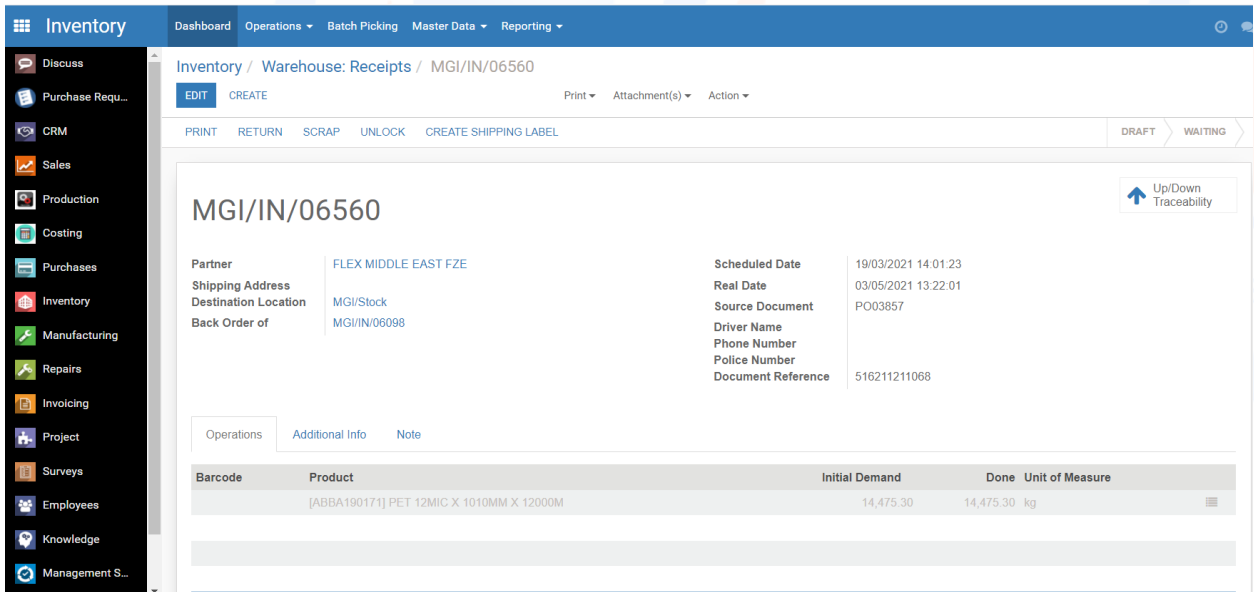 Inventory
Dashboard Operations Batch Picking Master Data Reporting
Discuss
Purchase Requ...
CRM
Sales
Production
Costing
Purchases
Inventory
Manufacturing
Repairs
Invoicing
Project
Surveys
Employees
Knowledge
Management S...
Inventory / Warehouse: Receipts / MGI/IN/06560
EDIT CREATE Print Attachment(s) Action
PRINT RETURN SCRAP UNLOCK CREATE SHIPPING LABEL DRAFT WAITING
Up/Down
Traceability
MGI/IN/06560
Partner FLEX MIDDLE EAST FZE
Shipping Address
Destination Location MGI/Stock
Back Order of MGI/IN/06098
Scheduled Date 19/03/2021 14:01:23
Real Date 03/05/2021 13:22:01
Source Document PO03857
Driver Name
Phone Number
Police Number
Document Reference 516211211068
Operations Additional Info Note
Barcode Product Initial Demand Done Unit of Measure
[ABBA190171] PET 12MIC X 1010MM X 12000M 14,475.30 14,475.30 kg